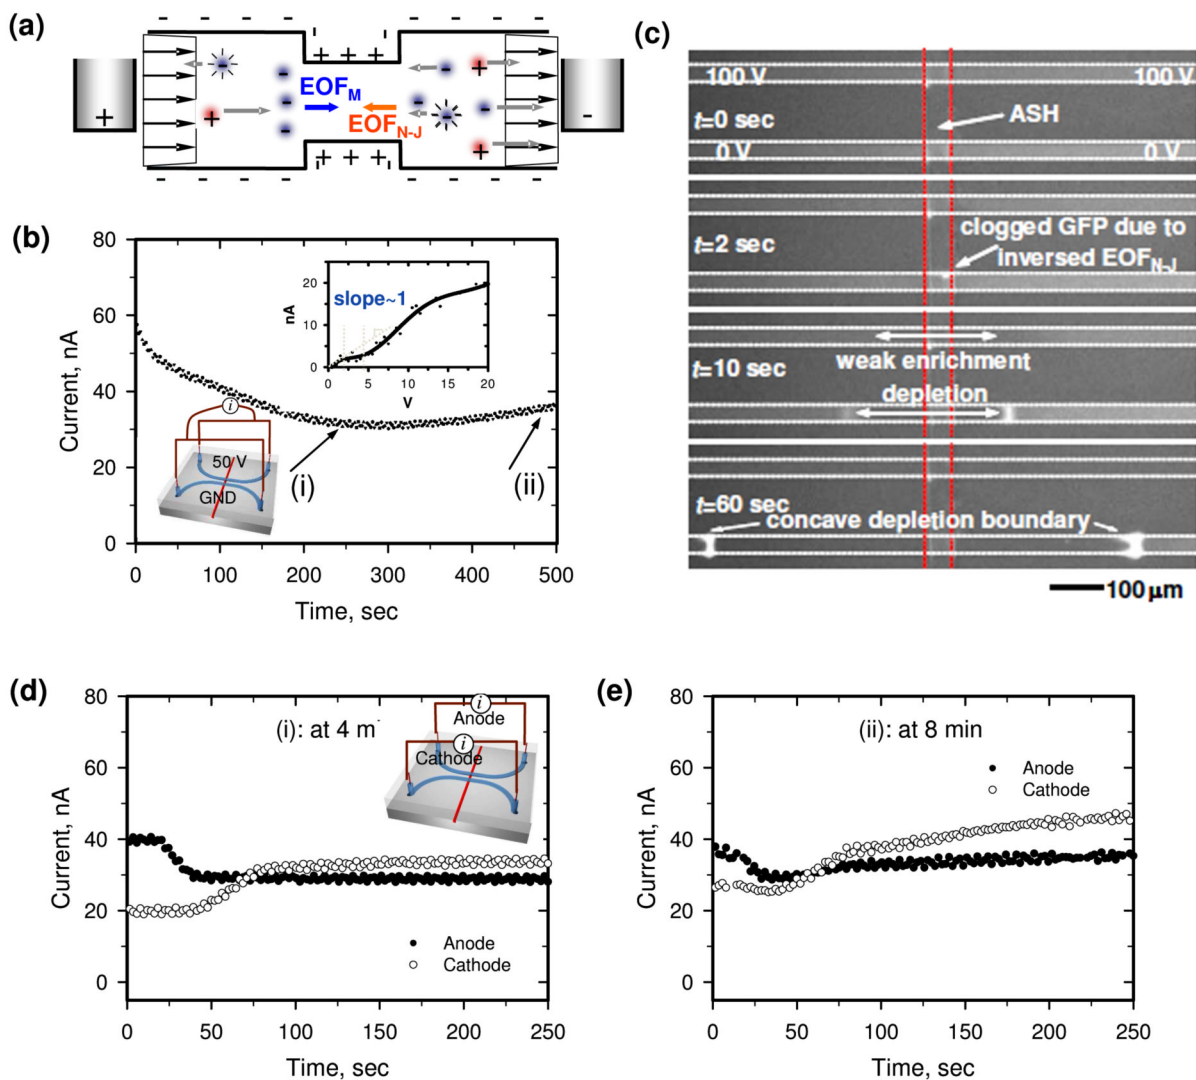 (a)
- - - - - - - -
+ + +
EOFM
EOFN-J
+ + +
- - - - - - - -
(b)
80
60
40
20
0
Current, nA
0 100 200 300 400 500
Time, sec
20
10
0
nA
slope~1
0 5 10 15 20
V
i
50 V
GND
(i)
(ii)
(c)
100 V 100 V
t=0 sec
ASH
0 V 0 V
t=2 sec
clogged GFP due to
inversed EOFN-J
t=10 sec
weak enrichment
depletion
t=60 sec
concave depletion boundary
100 μm
(d)
80
60
40
20
0
Current, nA
(i): at 4 m
i
Anode
i
Cathode
Anode
Cathode
0 50 100 150 200 250
Time, sec
(e)
80
60
40
20
0
Current, nA
(ii): at 8 min
Anode
Cathode
0 50 100 150 200 250
Time, sec